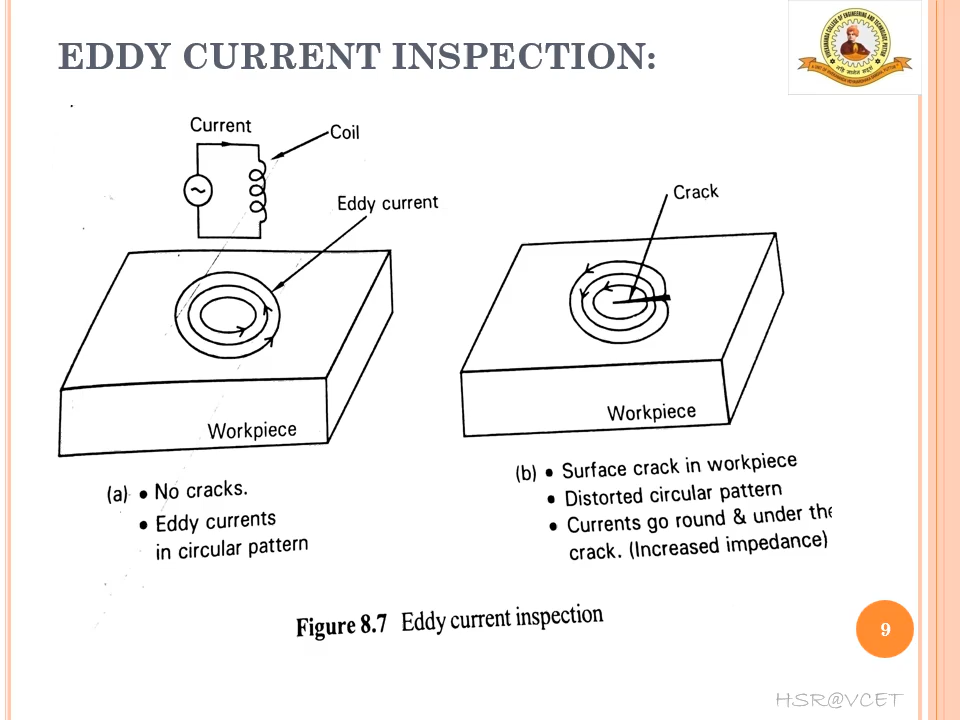 EDDY CURRENT INSPECTION:
Current
Coil
Eddy current
Crack
Workpiece
Workpiece
(a) • No cracks.
• Eddy currents
in circular pattern
(b) • Surface crack in workpiece
• Distorted circular pattern
• Currents go round & under the
crack. (Increased impedance)
Figure 8.7 Eddy current inspection
9
HSR@VCET